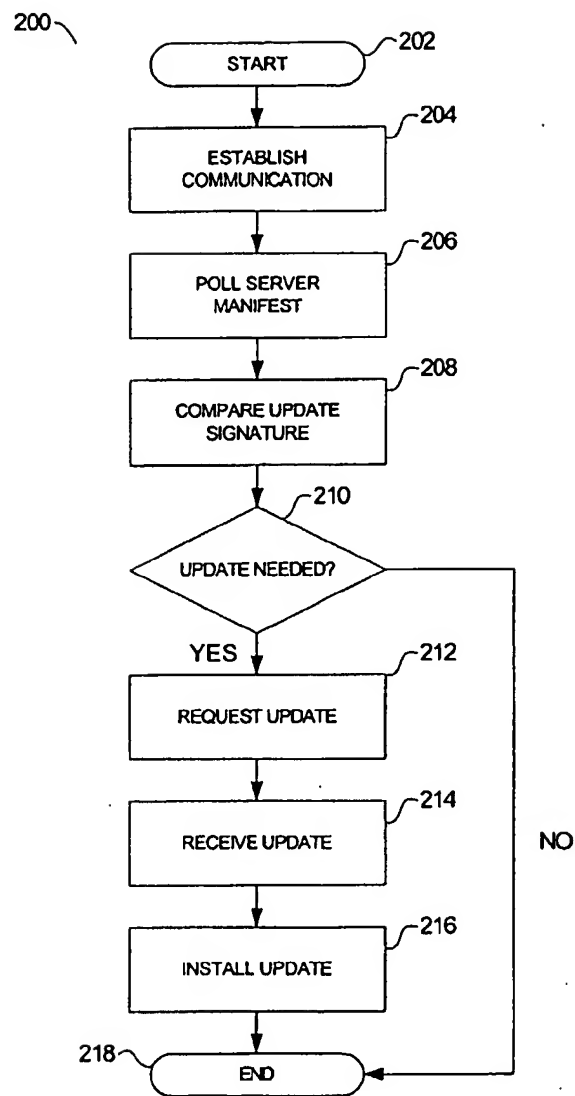 200
START
202
ESTABLISH
COMMUNICATION
204
POLL SERVER
MANIFEST
206
COMPARE UPDATE
SIGNATURE
208
210
UPDATE NEEDED?
YES
212
REQUEST UPDATE
214
RECEIVE UPDATE
NO
216
INSTALL UPDATE
218
END